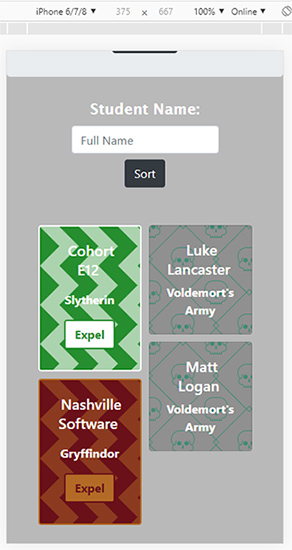 iPhone 6/7/8 ▼ 375 x 667 100% ▼ Online ▼
Student Name:
Full Name
Sort
Cohort
E12
Slytherin
Expel
Nashville
Software
Gryffindor
Expel
Luke
Lancaster
Voldemort's
Army
Matt
Logan
Voldemort's
Army